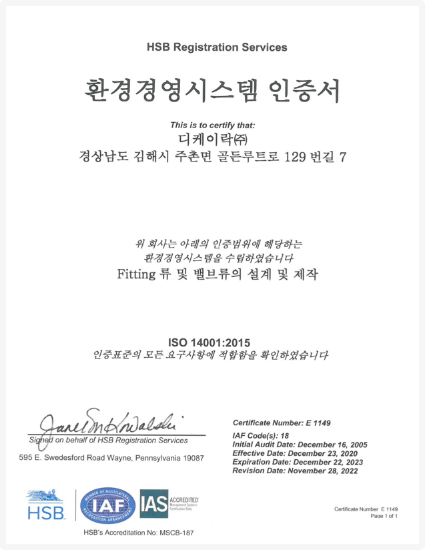 HSB Registration Services
환경경영시스템 인증서
This is to certify that:
디케이락㈜
경상남도 김해시 주촌면 골든루트로 129 번길 7
위 회사는 아래의 인증범위에 해당하는
환경경영시스템을 수립하였습니다
Fitting 류 및 밸브류의 설계 및 제작
ISO 14001:2015
인증표준의 모든 요구사항에 적합함을 확인하였습니다
Signed on behalf of HSB Registration Services
595 E. Swedesford Road Wayne, Pennsylvania 19087
Certificate Number: E 1149
IAF Code(s): 18
Initial Audit Date: December 16, 2005
Effective Date: December 23, 2020
Expiration Date: December 22, 2023
Revision Date: November 28, 2022
HSB
IAF
IAS ACCREDITED
HSB's Accreditation No: MSCB-187
Certificate Number E 1149
Page 1 of 1